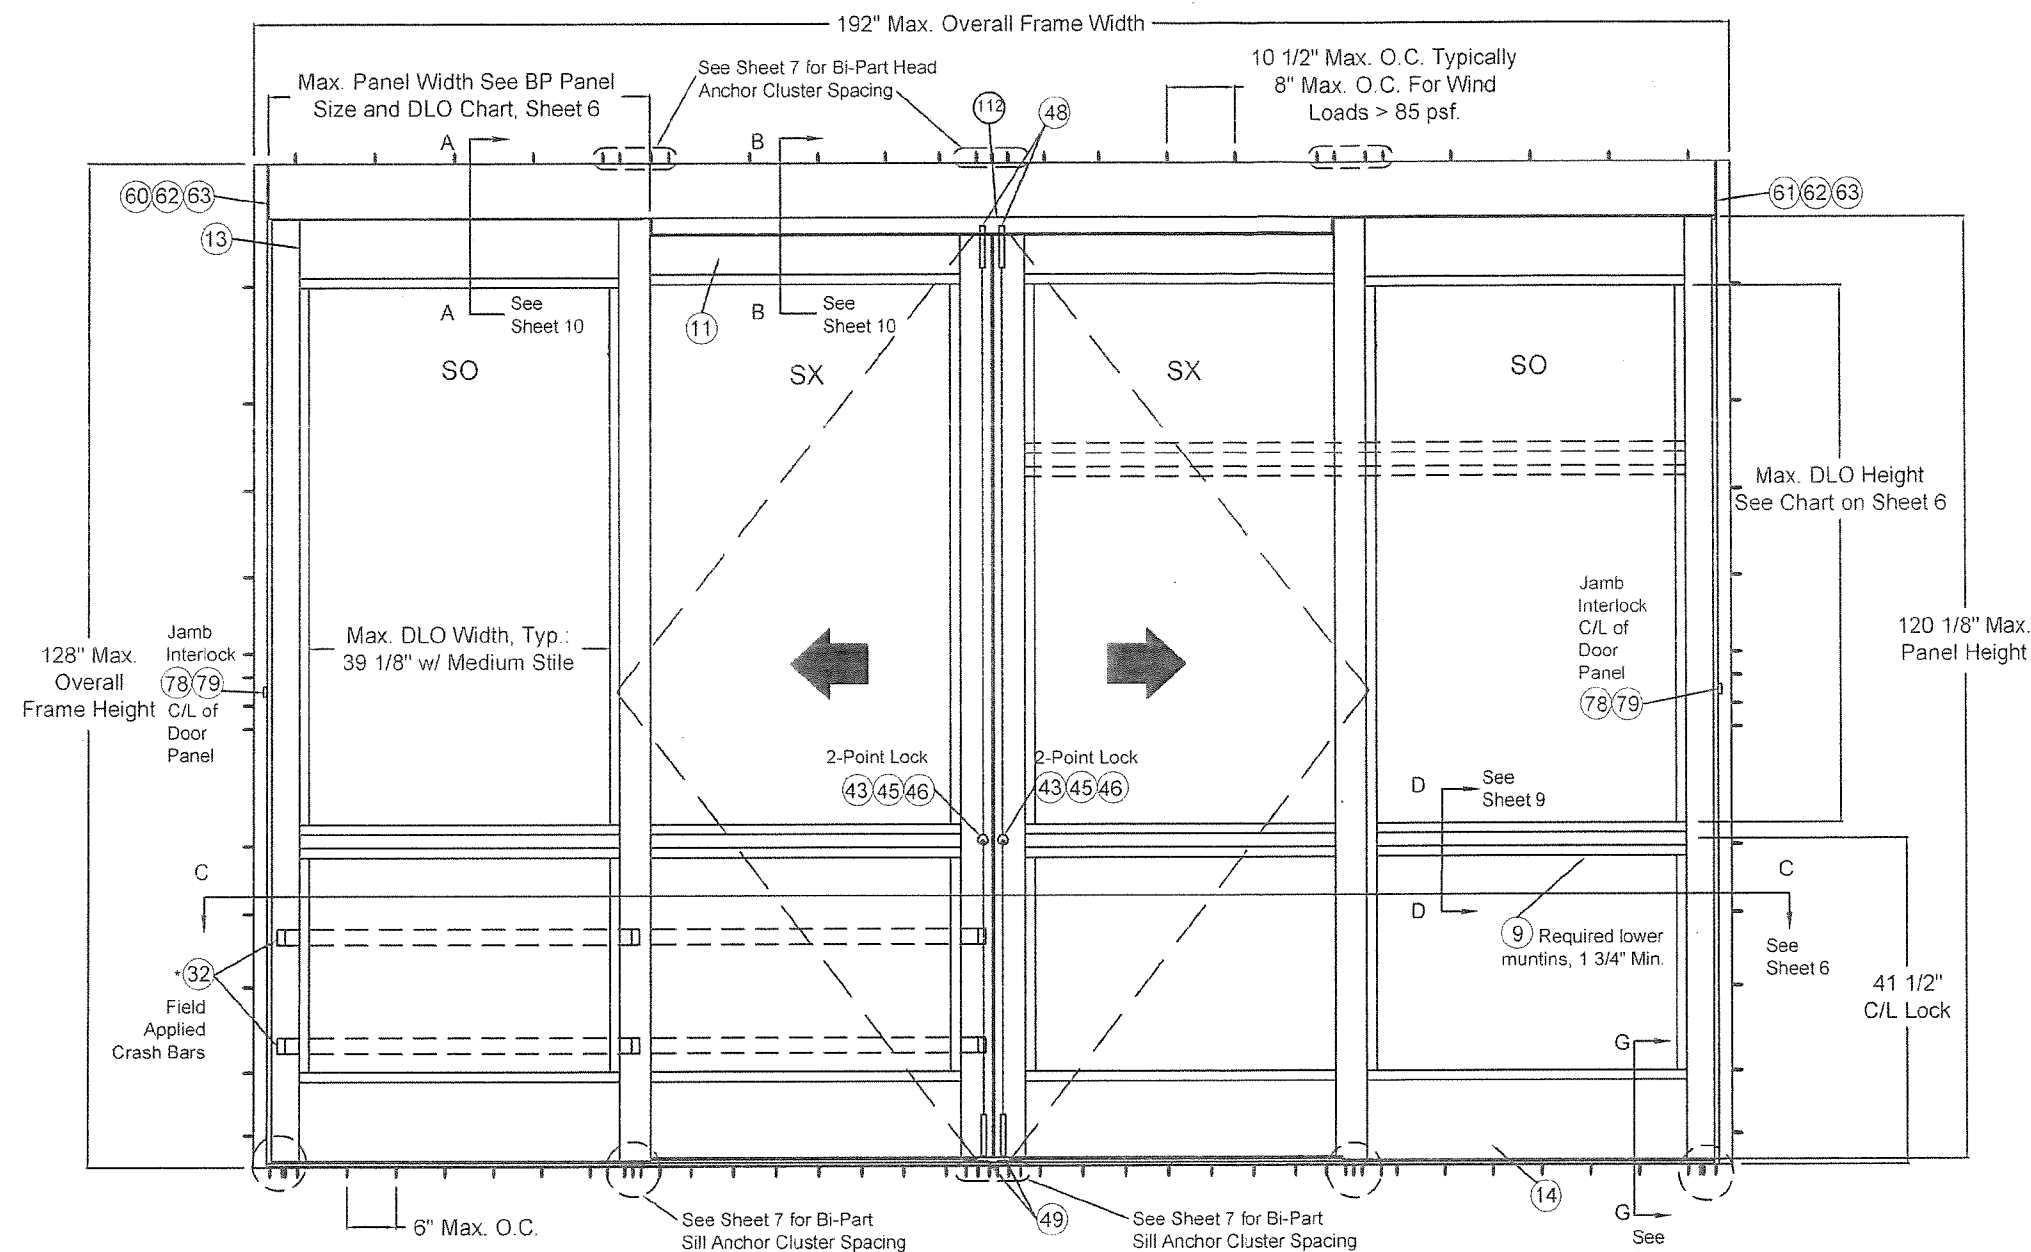 192" Max. Overall Frame Width
Max. Panel Width See BP Panel
Size and DLO Chart, Sheet 6
See Sheet 7 for Bi-Part Head
Anchor Cluster Spacing
10 1/2" Max. O.C. Typically
8" Max. O.C. For Wind
Loads > 85 psf.
112
48
A
B
60 62 63
61 62 63
13
11
A
See
Sheet 10
B
See
Sheet 10
SO
SX
SX
SO
Max. DLO Height
See Chart on Sheet 6
128" Max.
Overall
Frame Height
Jamb
Interlock
78 79
C/L of
Door
Panel
Max. DLO Width, Typ.:
39 1/8" w/ Medium Stile
Jamb
Interlock
C/L of
Door
Panel
78 79
120 1/8" Max.
Panel Height
2-Point Lock
43 45 46
2-Point Lock
43 45 46
D
See
Sheet 9
C
C
D
See
Sheet 6
9 Required lower
muntins, 1 3/4" Min.
*32
Field
Applied
Crash Bars
41 1/2"
C/L Lock
G
14
6" Max. O.C.
See Sheet 7 for Bi-Part
Sill Anchor Cluster Spacing
49
See Sheet 7 for Bi-Part
Sill Anchor Cluster Spacing
G
See